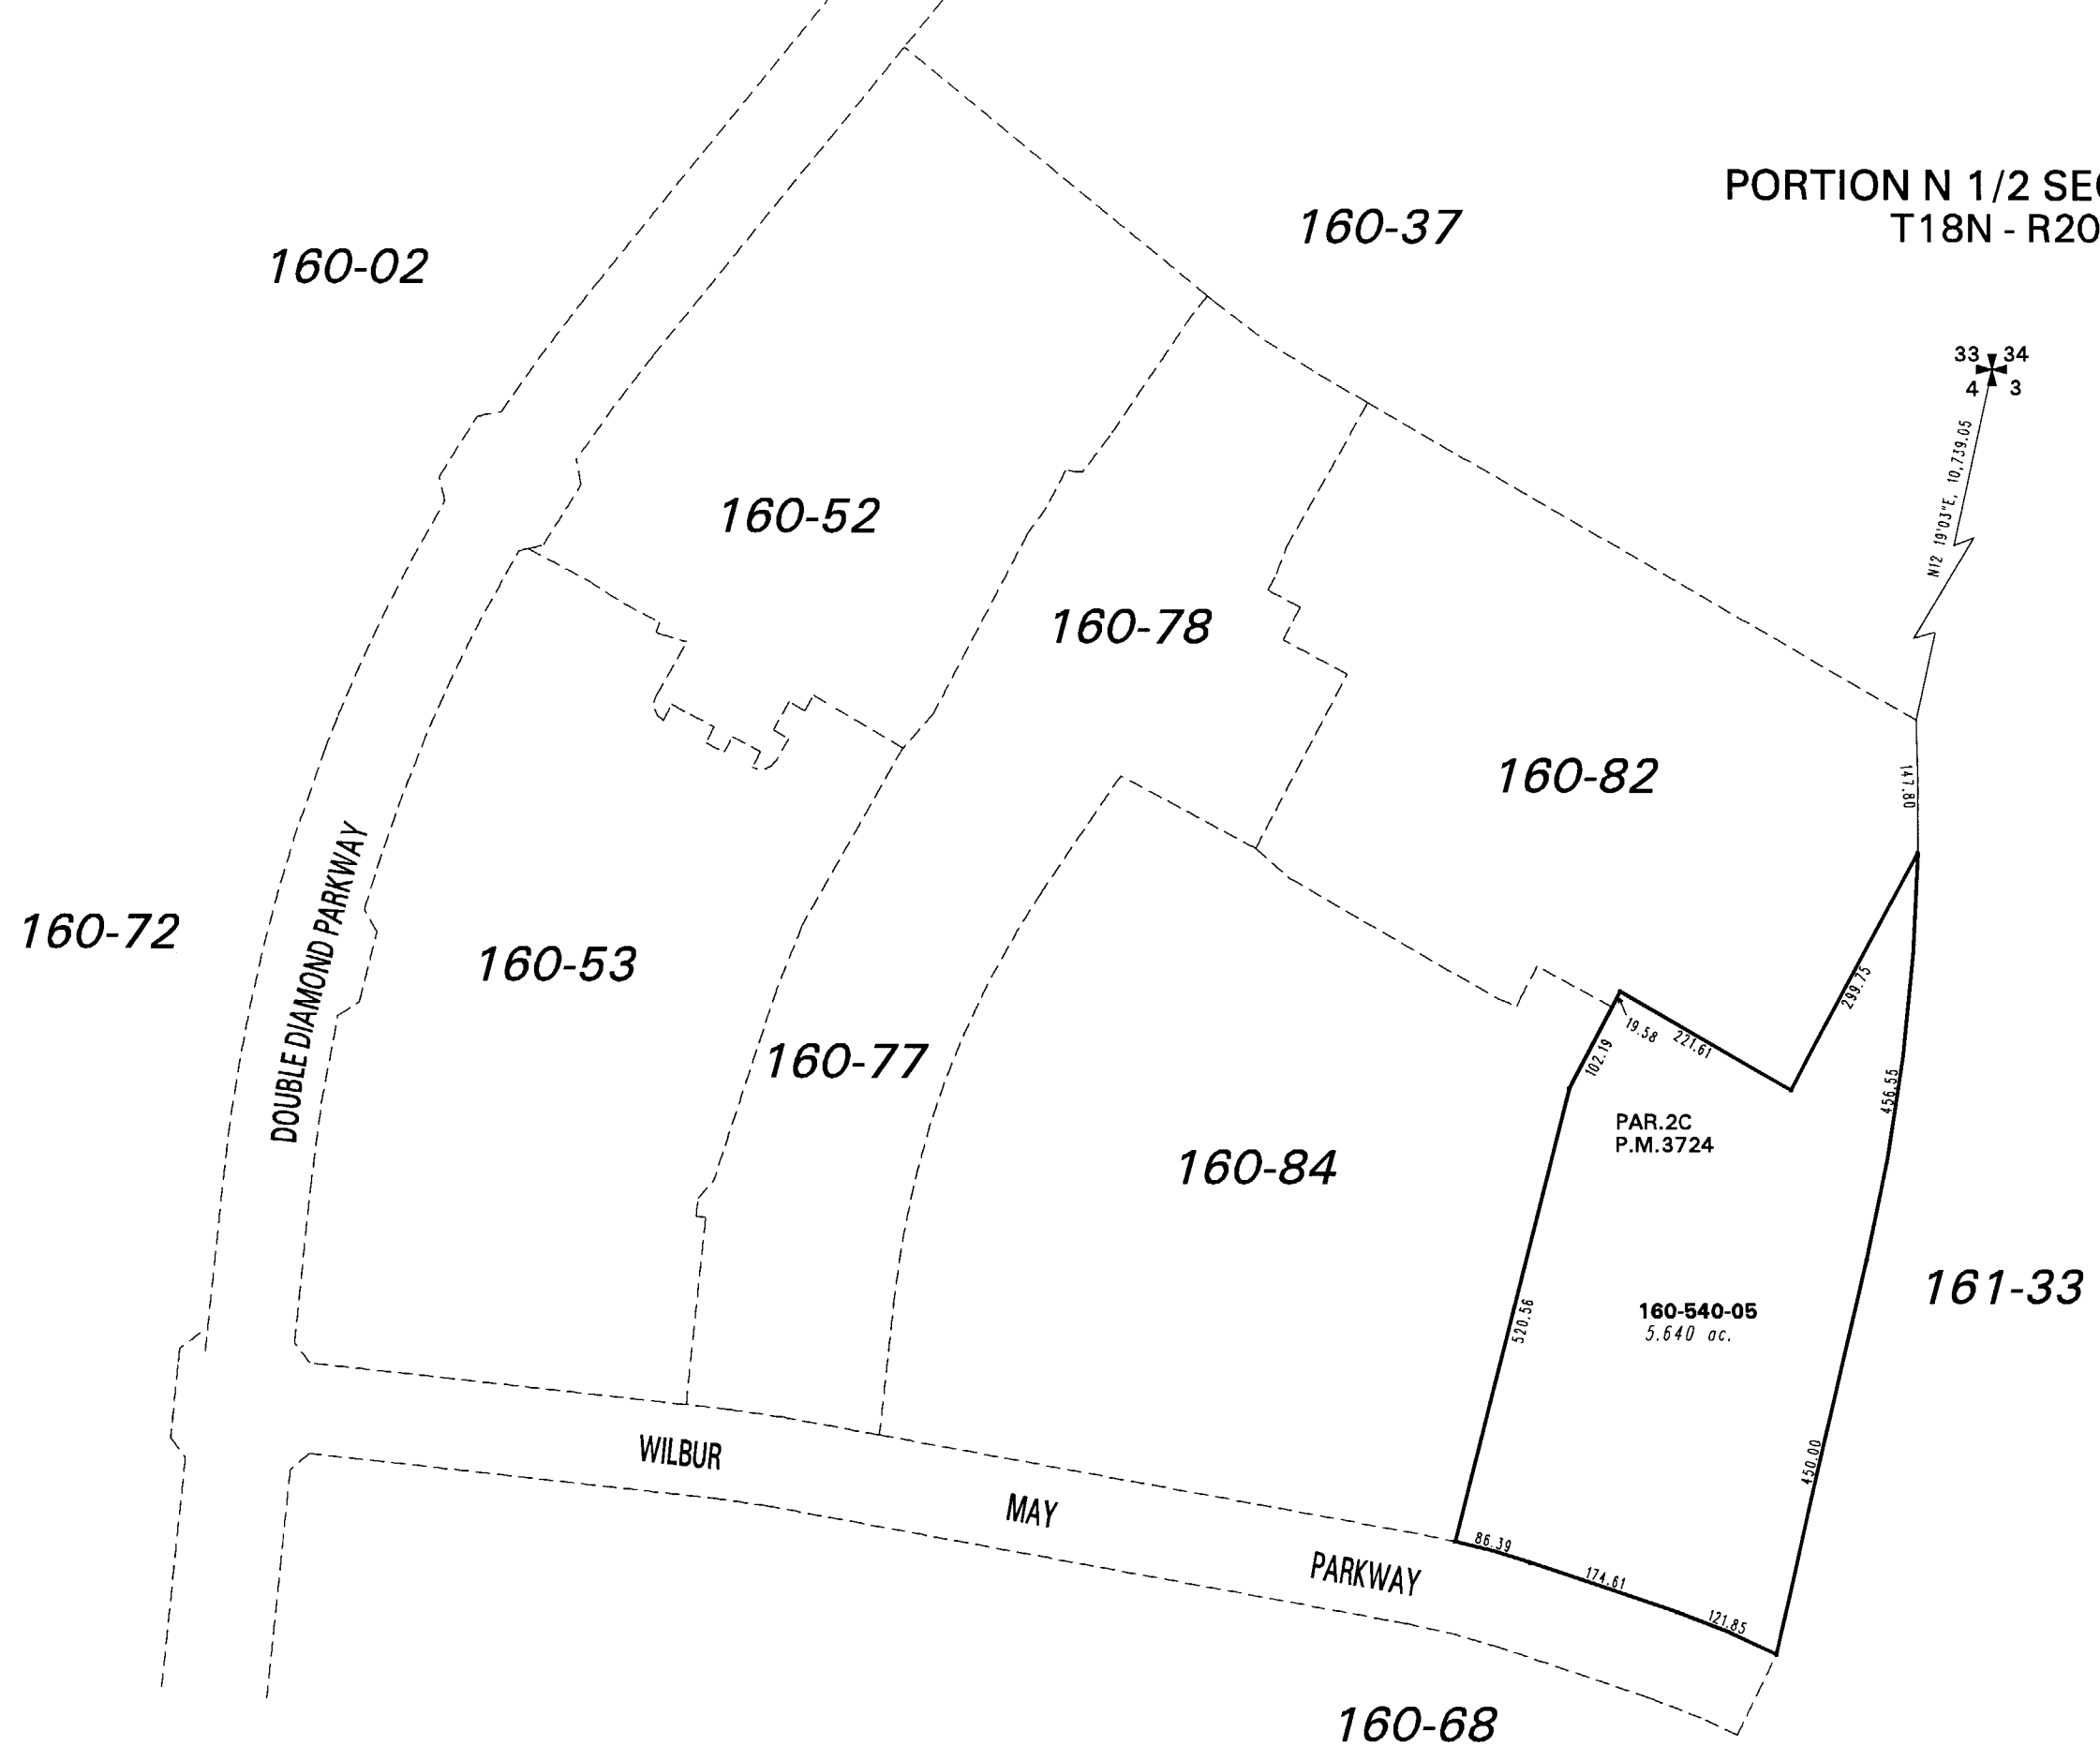 PORTION N 1/2 SEC
T18N - R20
160-37
160-02
33 34
4 3
N12 19'03"E, 10,739.05
160-52
160-78
160-82
147.80
DOUBLE DIAMOND PARKWAY
160-72
160-53
299.75
19.58
221.61
102.19
160-77
456.55
PAR.2C
P.M.3724
160-84
161-33
160-540-05
5.640 ac.
520.56
450.00
WILBUR
MAY
PARKWAY
86.39
174.61
121.85
160-68